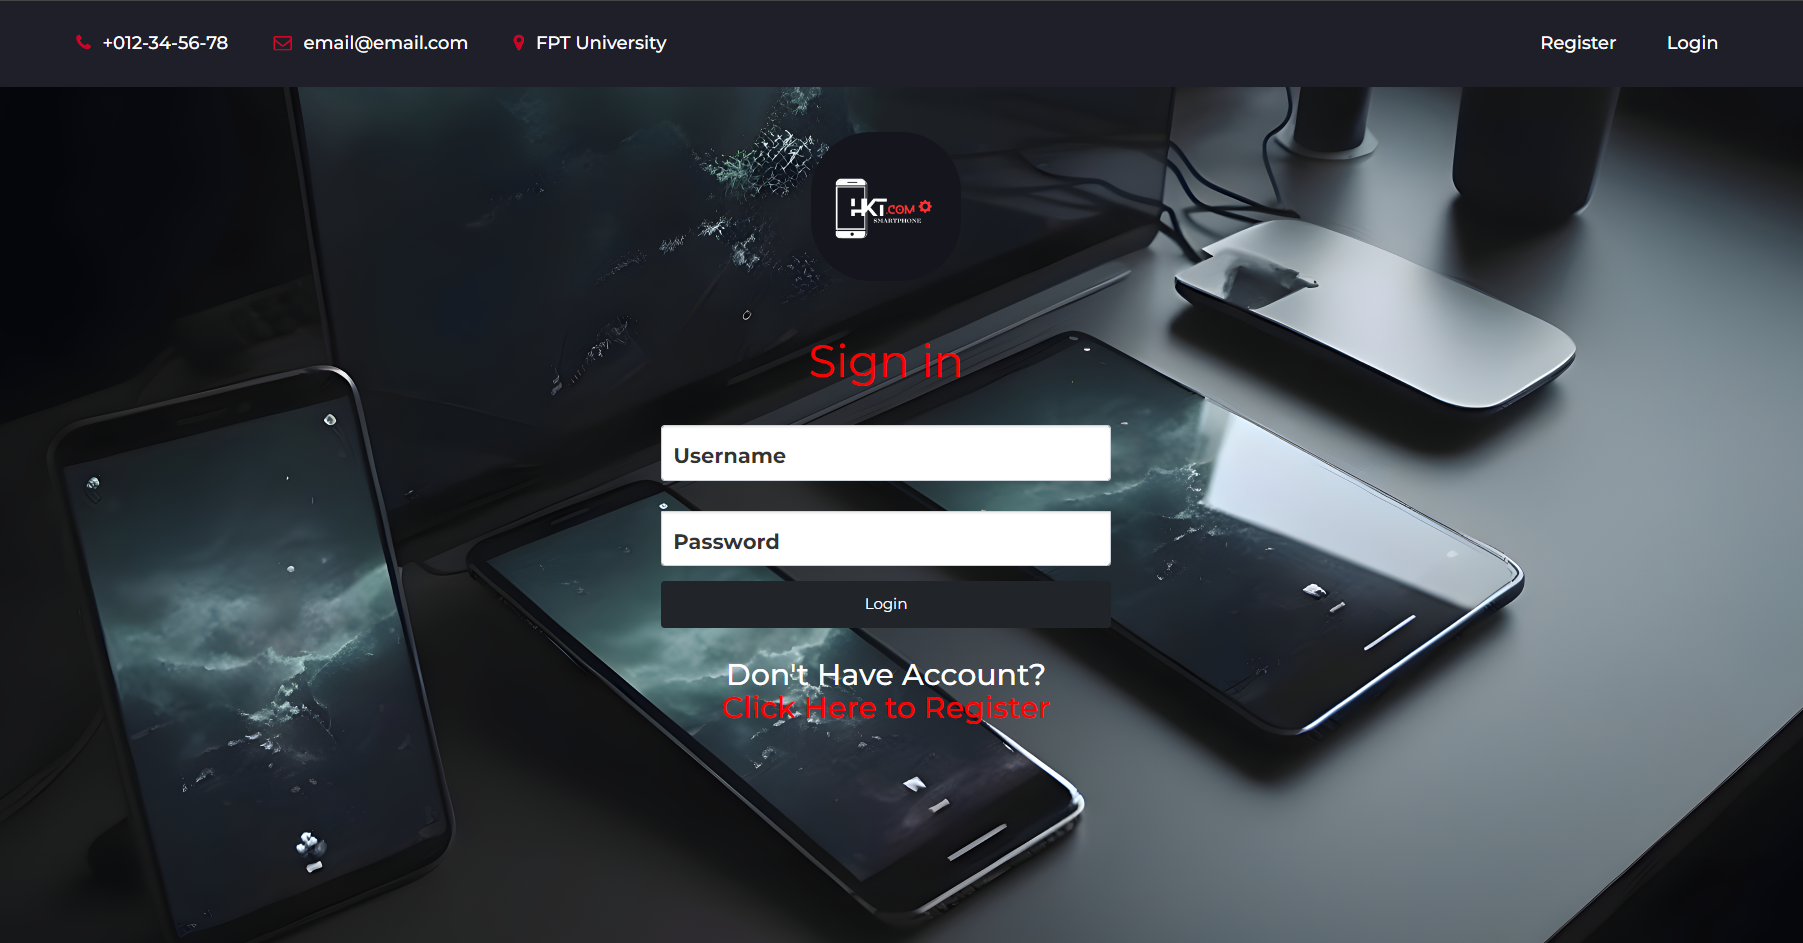 +012-34-56-78 email@email.com FPT University Register Login
HKT.COM
SMARTPHONE
Sign in
Username
Password
Login
Don't Have Account?
Click Here to Register